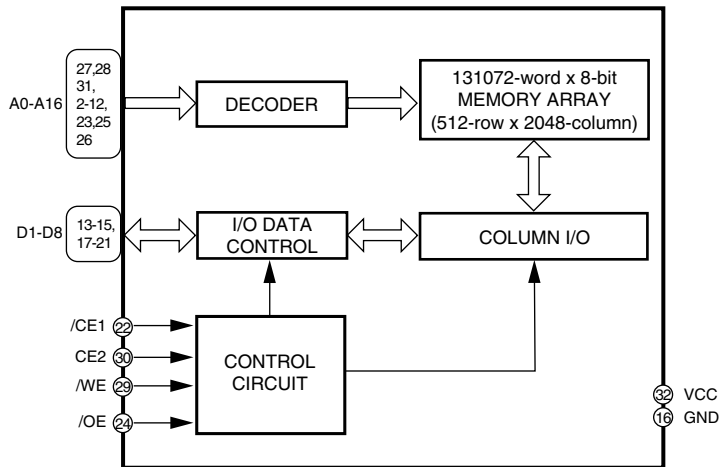 A0-A16
27,28
31,
2-12,
23,25
26
DECODER
131072-word x 8-bit
MEMORY ARRAY
(512-row x 2048-column)
D1-D8
13-15,
17-21
I/O DATA
CONTROL
COLUMN I/O
/CE1 22
CE2 30
/WE 29
/OE 24
CONTROL
CIRCUIT
32 VCC
16 GND